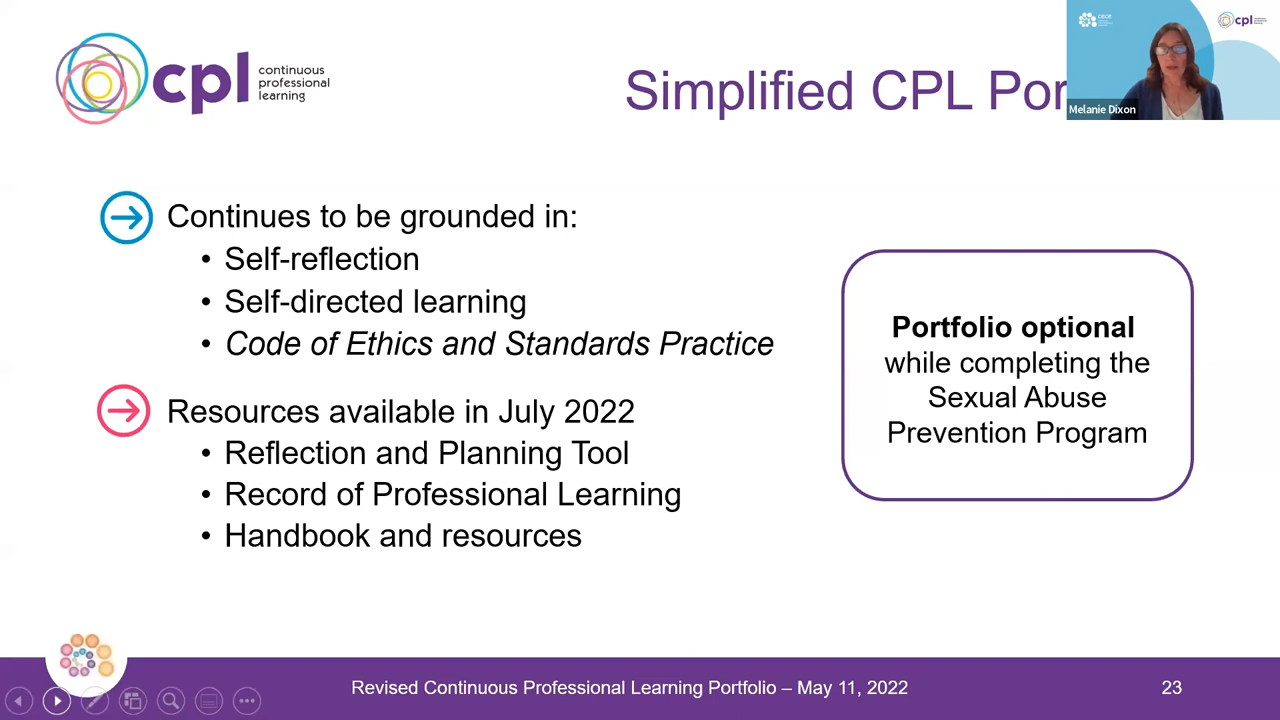 cpl continuous
professional
learning
Simplified CPL Por
CECE
cpl
Melanie Dixon
Continues to be grounded in:
• Self-reflection
• Self-directed learning
• Code of Ethics and Standards Practice
Resources available in July 2022
• Reflection and Planning Tool
• Record of Professional Learning
• Handbook and resources
Portfolio optional
while completing the
Sexual Abuse
Prevention Program
Revised Continuous Professional Learning Portfolio – May 11, 2022
23